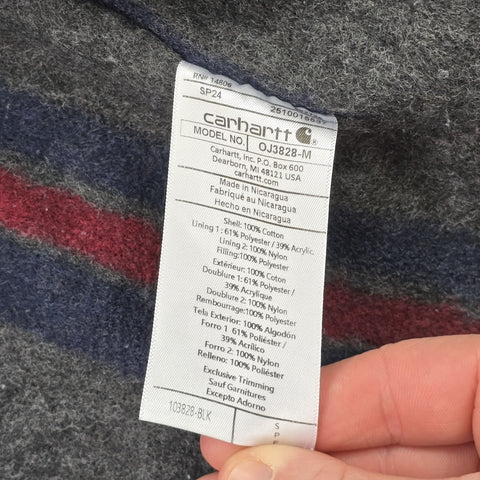 RN# 14806
SP24
2510018637
carhartt
MODEL NO. OJ3828-M
Carhartt, Inc. P.O. Box 600
Dearborn, MI 48121 USA
carhartt.com
Made in Nicaragua
Fabriqué au Nicaragua
Hecho en Nicaragua
Shell: 100% Cotton
Lining 1 : 61% Polyester / 39% Acrylic.
Lining 2: 100% Nylon
Filling:100% Polyester
Extérieur: 100% Coton
Doublure 1: 61% Polyester /
39% Acrylique
Doublure 2: 100% Nylon
Rembourrage:100% Polyester
Tela Exterior: 100% Algodón
Forro 1 61% Poliéster /
39% Acrílico
Forro 2: 100% Nylon
Relleno: 100% Poliéster
Exclusive Trimming
Sauf Garnitures
Excepto Adorno
103828-BLK
S
P